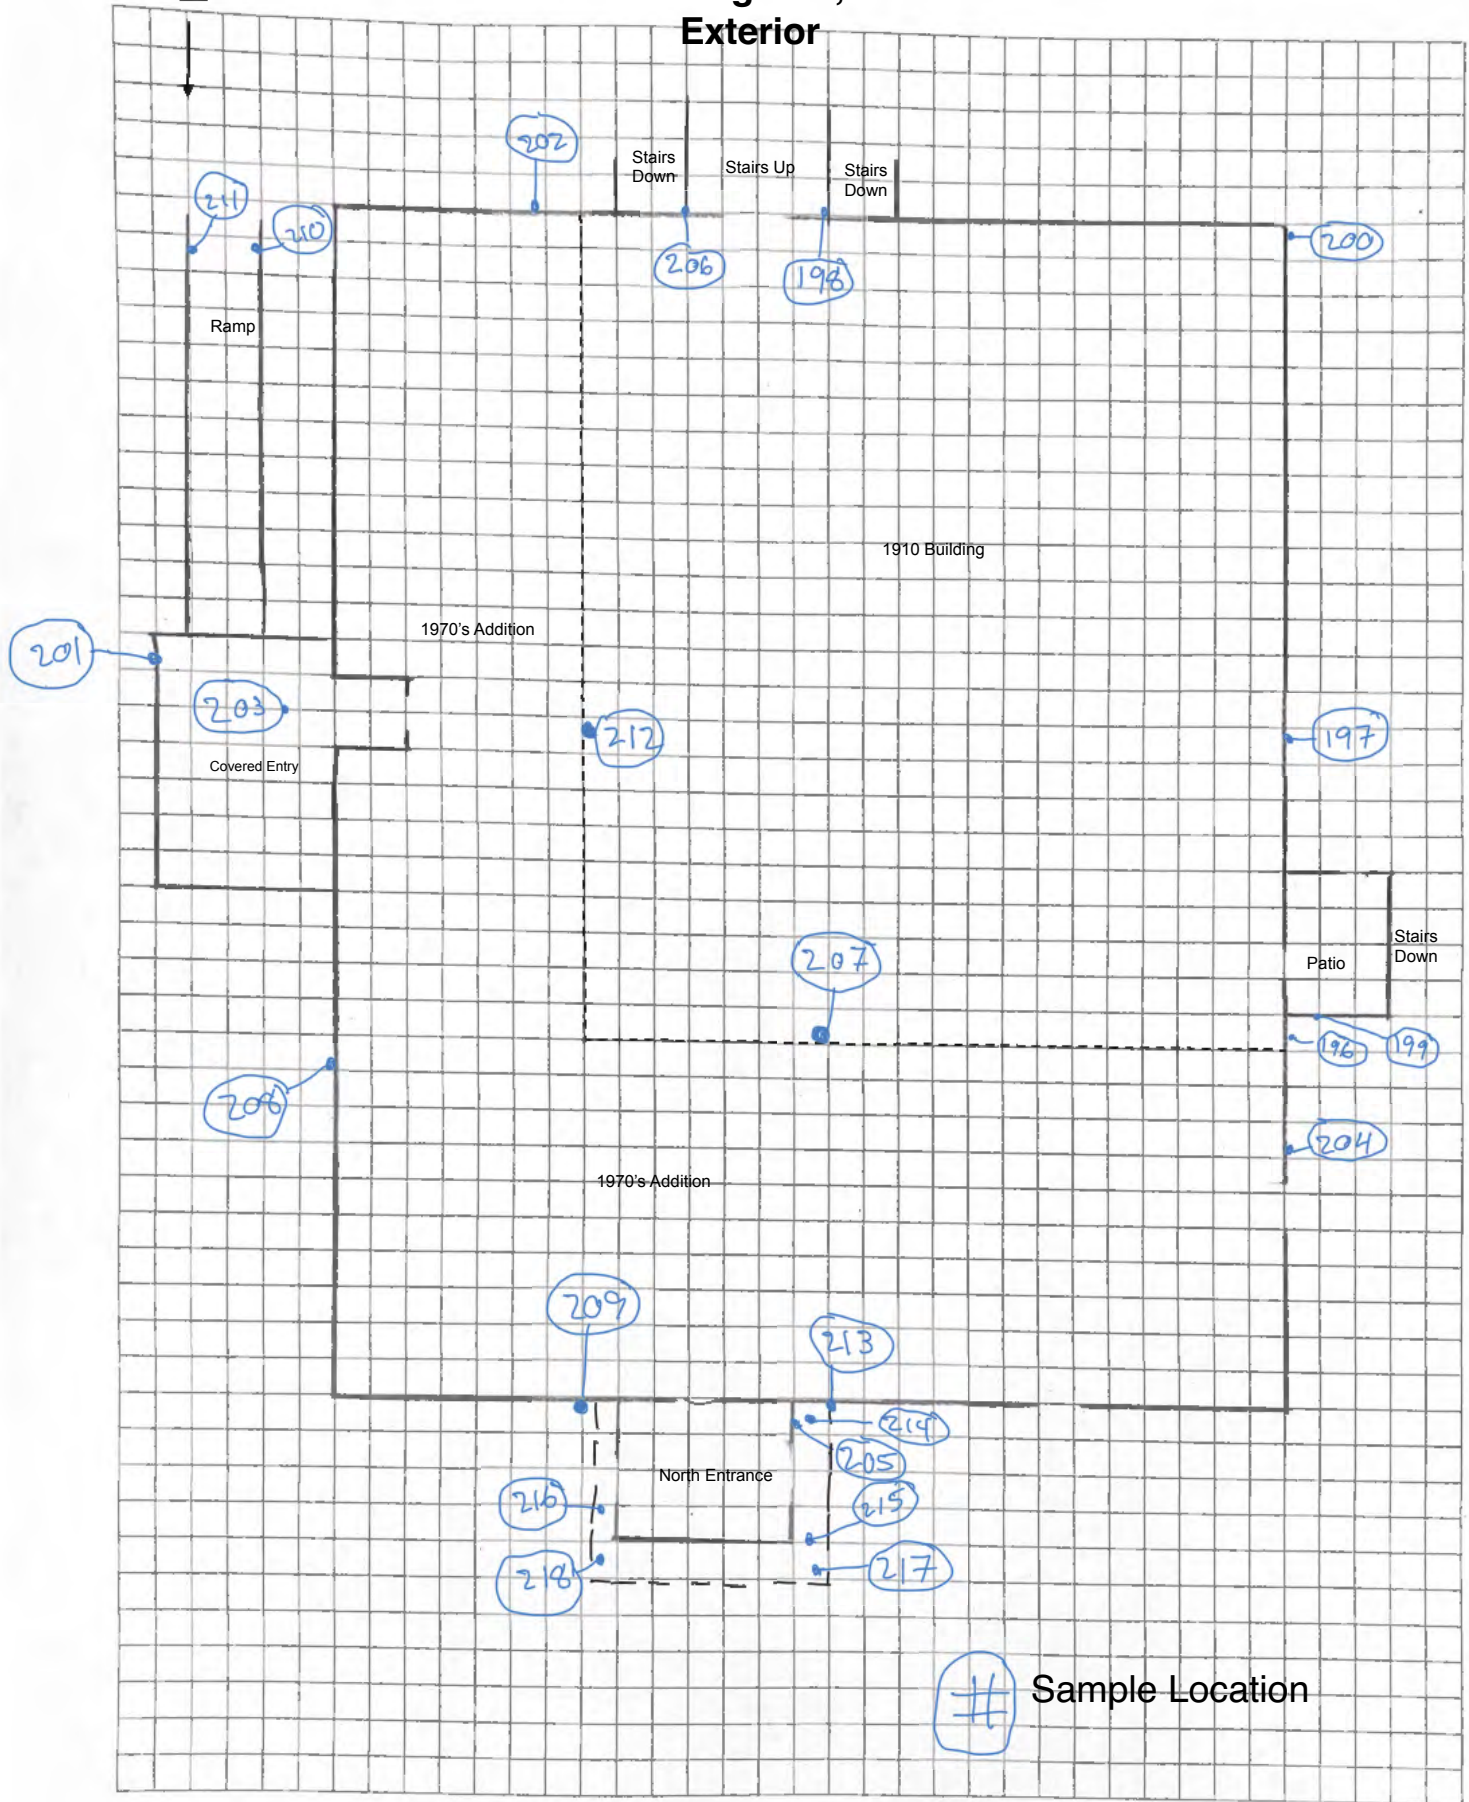 Exterior
202
Stairs
Down
Stairs Up
Stairs
Down
211
210
206
198
200
Ramp
1910 Building
1970's Addition
201
203
212
197
Covered Entry
207
Patio
Stairs
Down
196
199
208
204
1970's Addition
209
213
214
205
North Entrance
216
215
218
217
# Sample Location